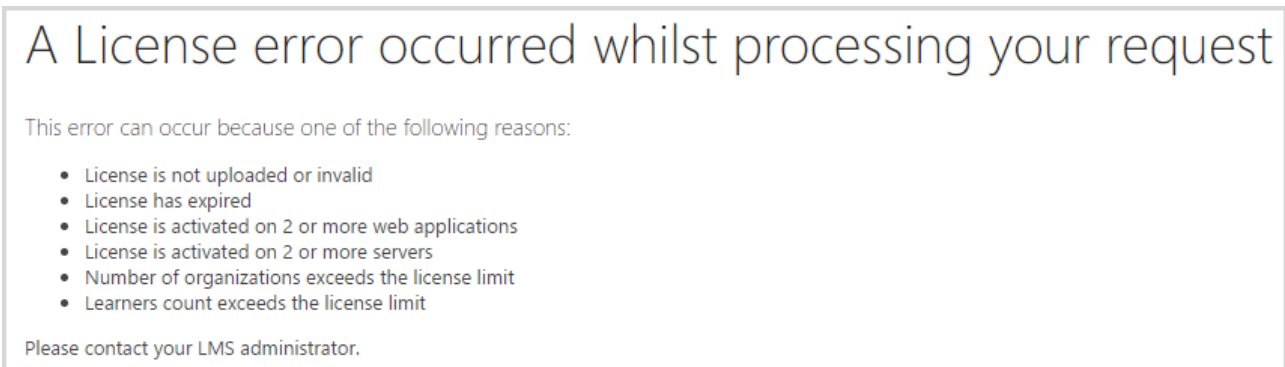 A License error occurred whilst processing your request
This error can occur because one of the following reasons:
• License is not uploaded or invalid
• License has expired
• License is activated on 2 or more web applications
• License is activated on 2 or more servers
• Number of organizations exceeds the license limit
• Learners count exceeds the license limit
Please contact your LMS administrator.